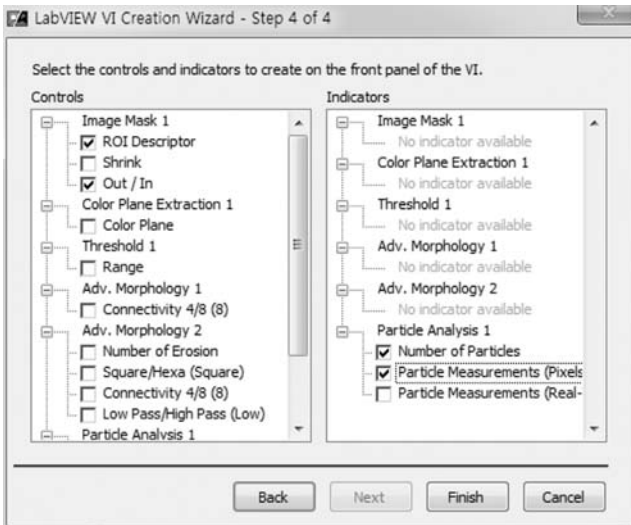 LabVIEW VI Creation Wizard - Step 4 of 4
Select the controls and indicators to create on the front panel of the VI.
Controls
Image Mask 1
ROI Descriptor
Shrink
Out / In
Color Plane Extraction 1
Color Plane
Threshold 1
Range
Adv. Morphology 1
Connectivity 4/8 (8)
Adv. Morphology 2
Number of Erosion
Square/Hexa (Square)
Connectivity 4/8 (8)
Low Pass/High Pass (Low)
Particle Analysis 1
Indicators
Image Mask 1
No indicator available
Color Plane Extraction 1
No indicator available
Threshold 1
No indicator available
Adv. Morphology 1
No indicator available
Adv. Morphology 2
No indicator available
Particle Analysis 1
Number of Particles
Particle Measurements (Pixels
Particle Measurements (Real-
Back
Next
Finish
Cancel